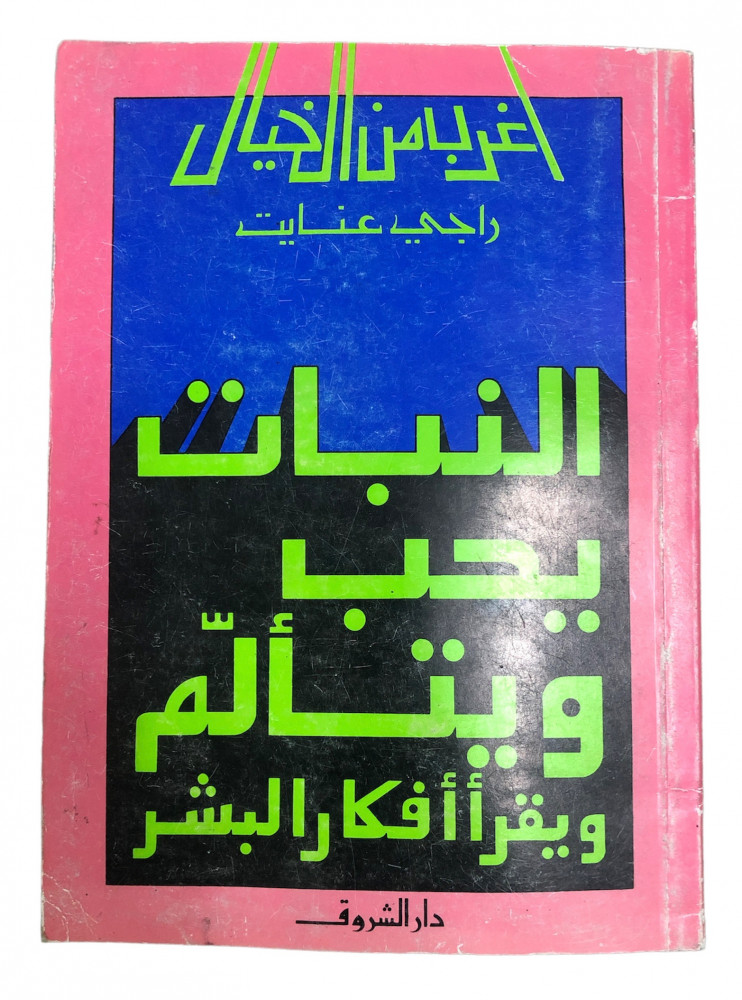 أغرب من الخيال
راجي عنايت
النبات
يحب
ويتألّم
ويقرأ أفكار البشر
دار الشروق